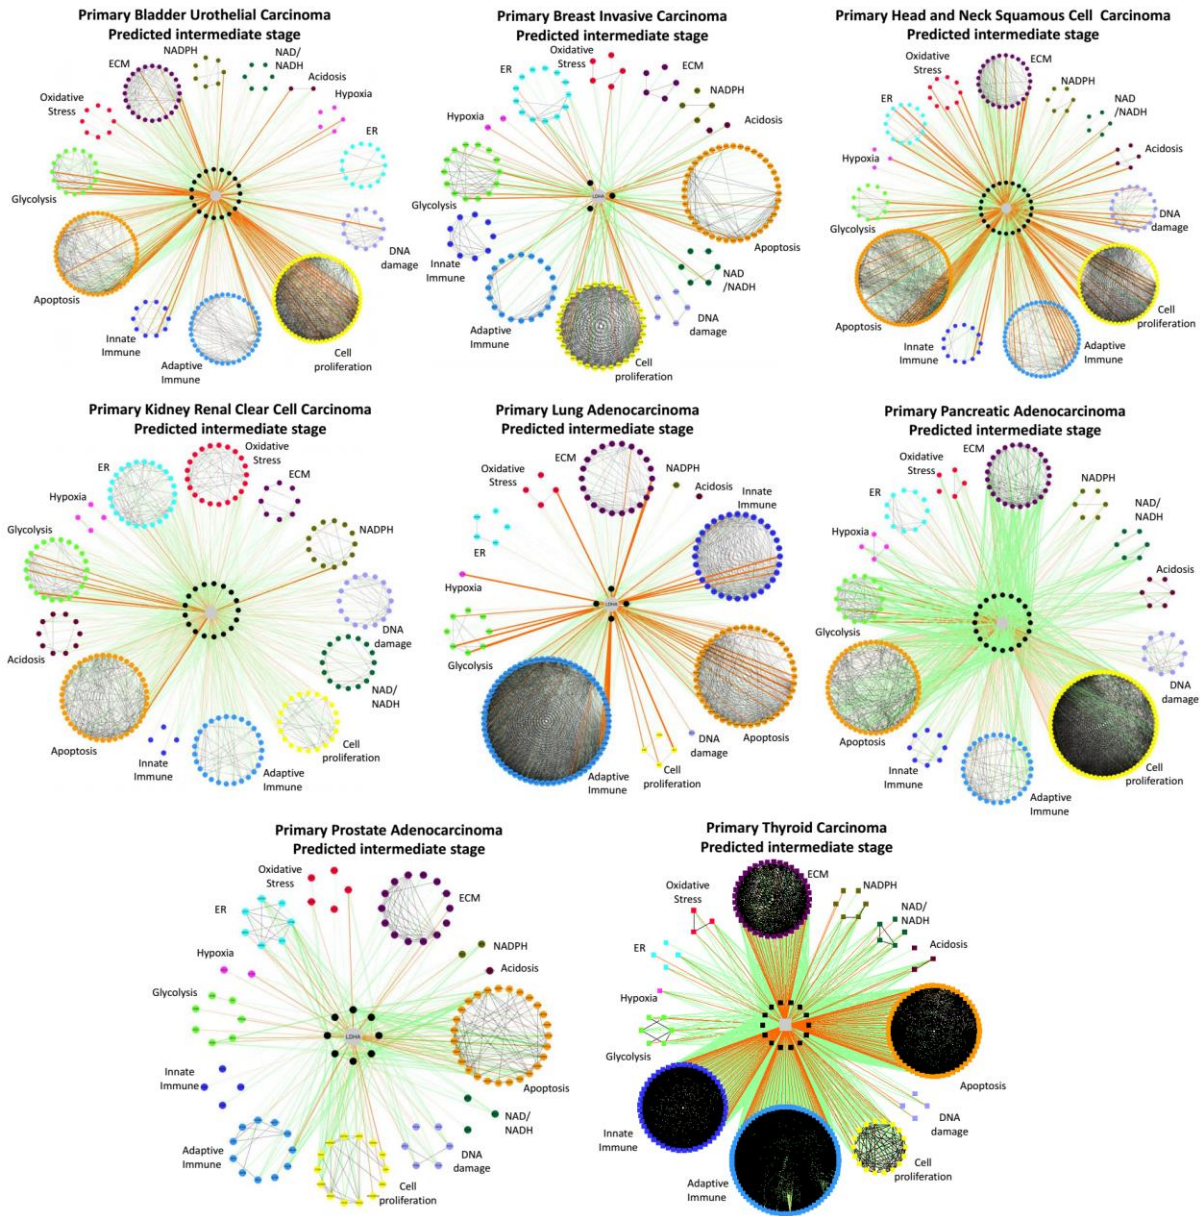 Primary Bladder Urothelial Carcinoma
Predicted intermediate stage
NADPH
NAD/
NADH
ECM
Acidosis
Oxidative
Stress
Hypoxia
ER
Glycolysis
DNA
damage
Apoptosis
Innate
Immune
Adaptive
Immune
Cell
proliferation
Primary Breast Invasive Carcinoma
Predicted intermediate stage
Oxidative
Stress
ECM
ER
NADPH
Hypoxia
Acidosis
LDHA
Glycolysis
Apoptosis
Innate
Immune
NAD
/NADH
DNA
damage
Adaptive
Immune
Cell
proliferation
Primary Head and Neck Squamous Cell  Carcinoma
Predicted intermediate stage
Oxidative
Stress
ECM
NADPH
ER
NAD
/NADH
Hypoxia
Acidosis
Glycolysis
DNA
damage
Apoptosis
Cell
proliferation
Innate
Immune
Adaptive
Immune
Primary Kidney Renal Clear Cell Carcinoma
Predicted intermediate stage
Oxidative
Stress
ER
ECM
Hypoxia
NADPH
Glycolysis
DNA
damage
Acidosis
NAD/
NADH
Apoptosis
Cell
proliferation
Innate
Immune
Adaptive
Immune
Primary Lung Adenocarcinoma
Predicted intermediate stage
ECM
Oxidative
Stress
NADPH
Acidosis
Innate
Immune
ER
Hypoxia
LDHA
Glycolysis
Apoptosis
DNA
damage
Cell
proliferation
Adaptive
Immune
Primary Pancreatic Adenocarcinoma
Predicted intermediate stage
Oxidative
Stress
ECM
NADPH
ER
NAD/
NADH
Hypoxia
Acidosis
Glycolysis
DNA
damage
Apoptosis
Cell
proliferation
Innate
Immune
Adaptive
Immune
Primary Prostate Adenocarcinoma
Predicted intermediate stage
Oxidative
Stress
ECM
ER
NADPH
Hypoxia
Acidosis
Glycolysis
LDHA
Apoptosis
Innate
Immune
NAD/
NADH
Adaptive
Immune
DNA
damage
Cell
proliferation
Primary Thyroid Carcinoma
Predicted intermediate stage
ECM
Oxidative
Stress
NADPH
NAD/
NADH
ER
Acidosis
Hypoxia
Glycolysis
Apoptosis
Innate
Immune
DNA
damage
Cell
proliferation
Adaptive
Immune